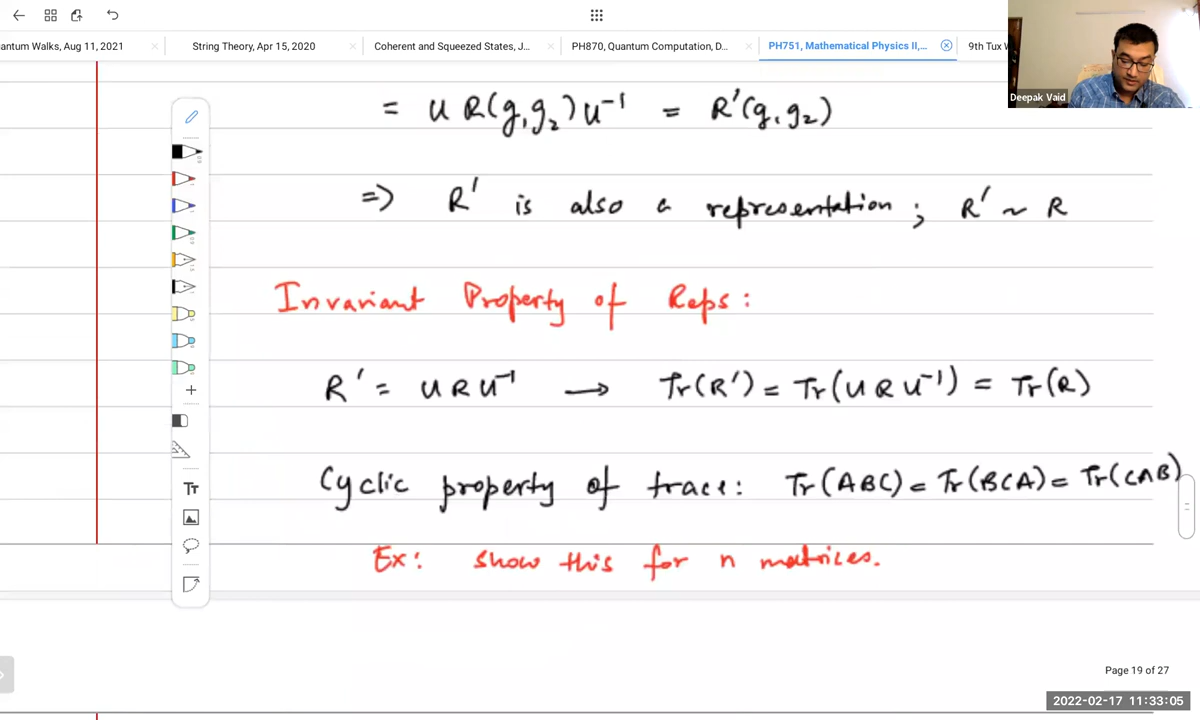 antum Walks, Aug 11, 2021 String Theory, Apr 15, 2020 Coherent and Squeezed States, J... PH870, Quantum Computation, D... PH751, Mathematical Physics II,... 9th Tux
Deepak Vaid
= U R(g₁g₂) U⁻¹ = R'(g₁g₂)
=> R' is also a representation ; R' ~ R
Invariant Property of Reps :
R' = U R U⁻¹ → Tr(R') = Tr(U R U⁻¹) = Tr(R)
Cyclic property of trace : Tr(ABC) = Tr(BCA) = Tr(CAB)
Ex : show this for n matrices.
Tт
Page 19 of 27
2022-02-17 11:33:05